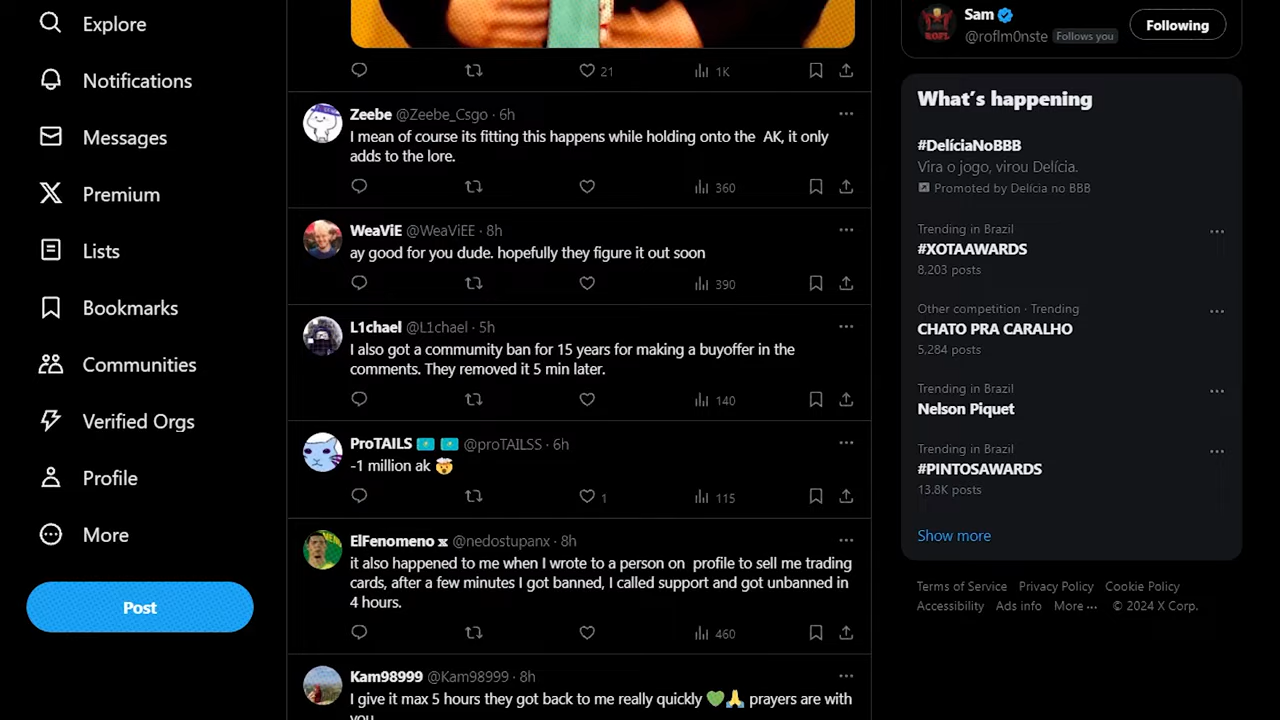 Explore
Notifications
Messages
Premium
Lists
Bookmarks
Communities
Verified Orgs
Profile
More
Post
21
1K
Zeebe @Zeebe_Csgo · 6h
I mean of course its fitting this happens while holding onto the AK, it only
adds to the lore.
360
WeaViE @WeaViEE · 8h
ay good for you dude. hopefully they figure it out soon
390
L1chael @L1chael · 5h
I also got a commumity ban for 15 years for making a buyoffer in the
comments. They removed it 5 min later.
140
ProTAILS 🇰🇿 🇰🇿 @proTAILSS · 6h
-1 million ak 🤯
1
115
ElFenomeno @nedostupanx · 8h
it also happened to me when I wrote to a person on profile to sell me trading
cards, after a few minutes I got banned, I called support and got unbanned in
4 hours.
460
Kam98999 @Kam98999 · 8h
I give it max 5 hours they got back to me really quickly 💚🙏 prayers are with
you
ROFL
Sam
@roflm0nste Follows you
Following
What's happening
#DelíciaNoBBB
Vira o jogo, virou Delícia.
Promoted by Delícia no BBB
Trending in Brazil
#XOTAAWARDS
8,203 posts
Other competition · Trending
CHATO PRA CARALHO
5,284 posts
Trending in Brazil
Nelson Piquet
Trending in Brazil
#PINTOSAWARDS
13.8K posts
Show more
Terms of Service Privacy Policy Cookie Policy
Accessibility Ads info More ··· © 2024 X Corp.